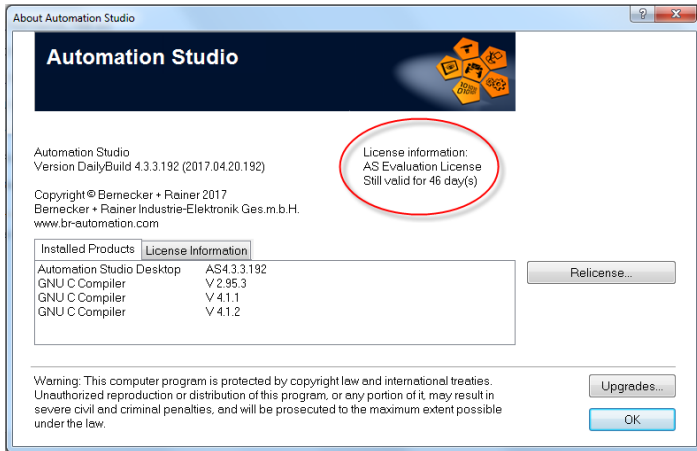 About Automation Studio
Automation Studio
Automation Studio
Version DailyBuild 4.3.3.192 (2017.04.20.192)
License information:
AS Evaluation License
Still valid for 46 day(s)
Copyright © Bernecker + Rainer 2017
Bernecker + Rainer Industrie-Elektronik Ges.m.b.H.
www.br-automation.com
Installed Products License Information
Automation Studio Desktop AS4.3.3.192
GNU C Compiler V 2.95.3
GNU C Compiler V 4.1.1
GNU C Compiler V 4.1.2
Relicense...
Warning: This computer program is protected by copyright law and international treaties.
Unauthorized reproduction or distribution of this program, or any portion of it, may result in
severe civil and criminal penalties, and will be prosecuted to the maximum extent possible
under the law.
Upgrades...
OK